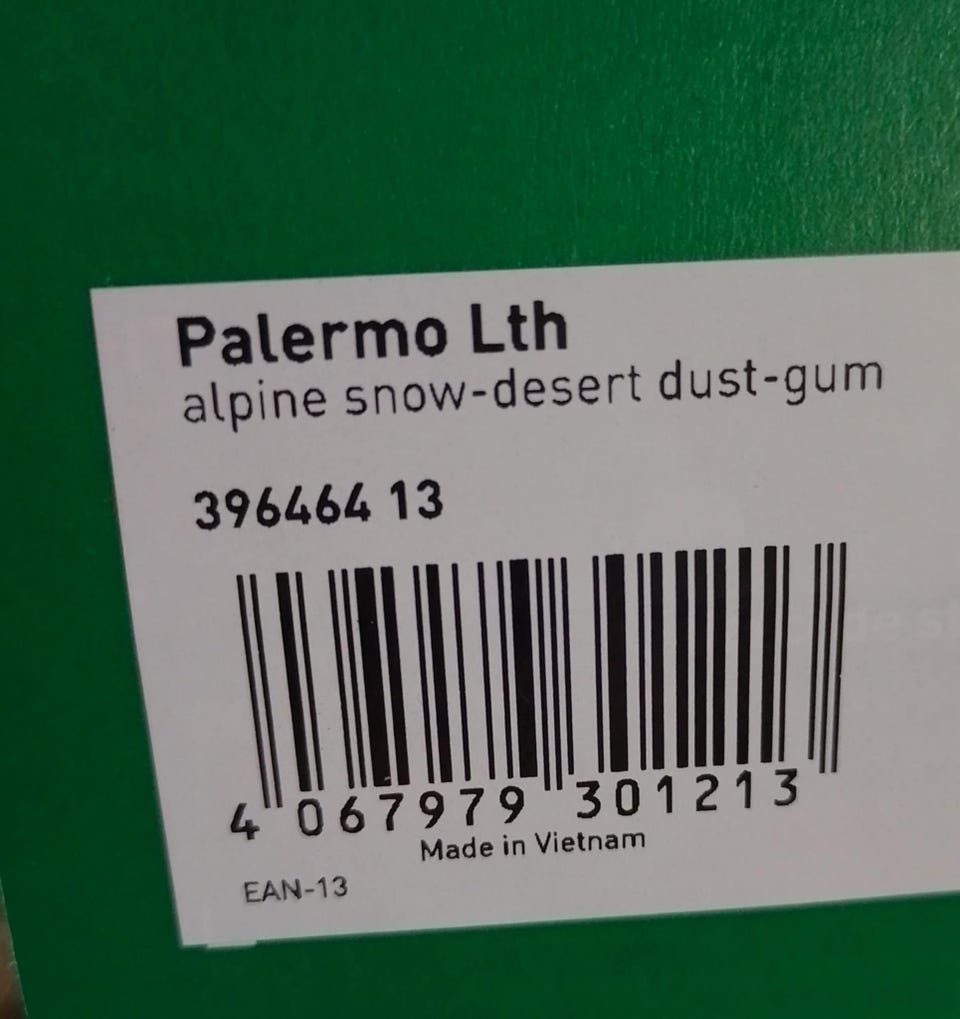 Palermo Lth
alpine snow-desert dust-gum
396464 13
4 067979 301213
Made in Vietnam
EAN-13